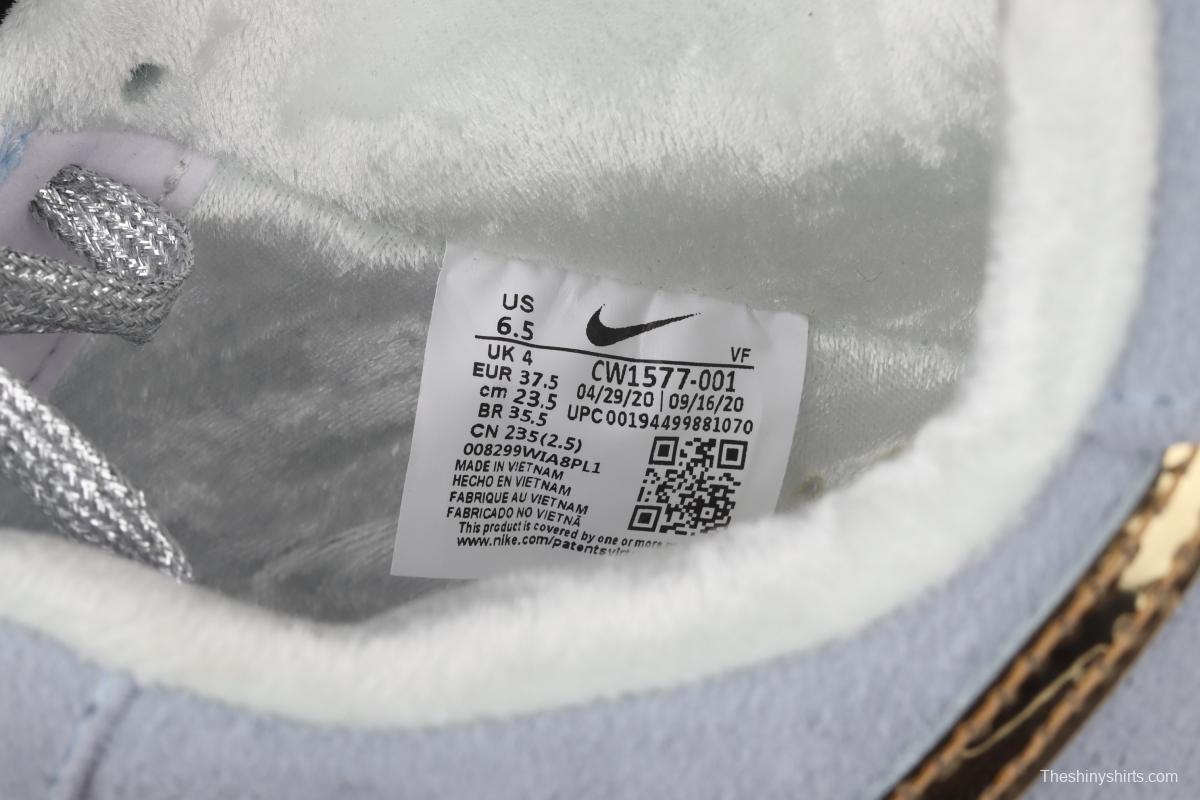 US
6.5
VF
UK 4
EUR 37.5
cm 23.5
BR 35.5
CN 235(2.5)
CW1577-001
04/29/20 | 09/16/20
UPC00194499881070
008299WIA8PL1
MADE IN VIETNAM
HECHO EN VIETNAM
FABRIQUE AU VIETNAM
FABRICADO NO VIETNÃ
This product is covered by one or more
www.nike.com/patents
Theshinyshirts.com